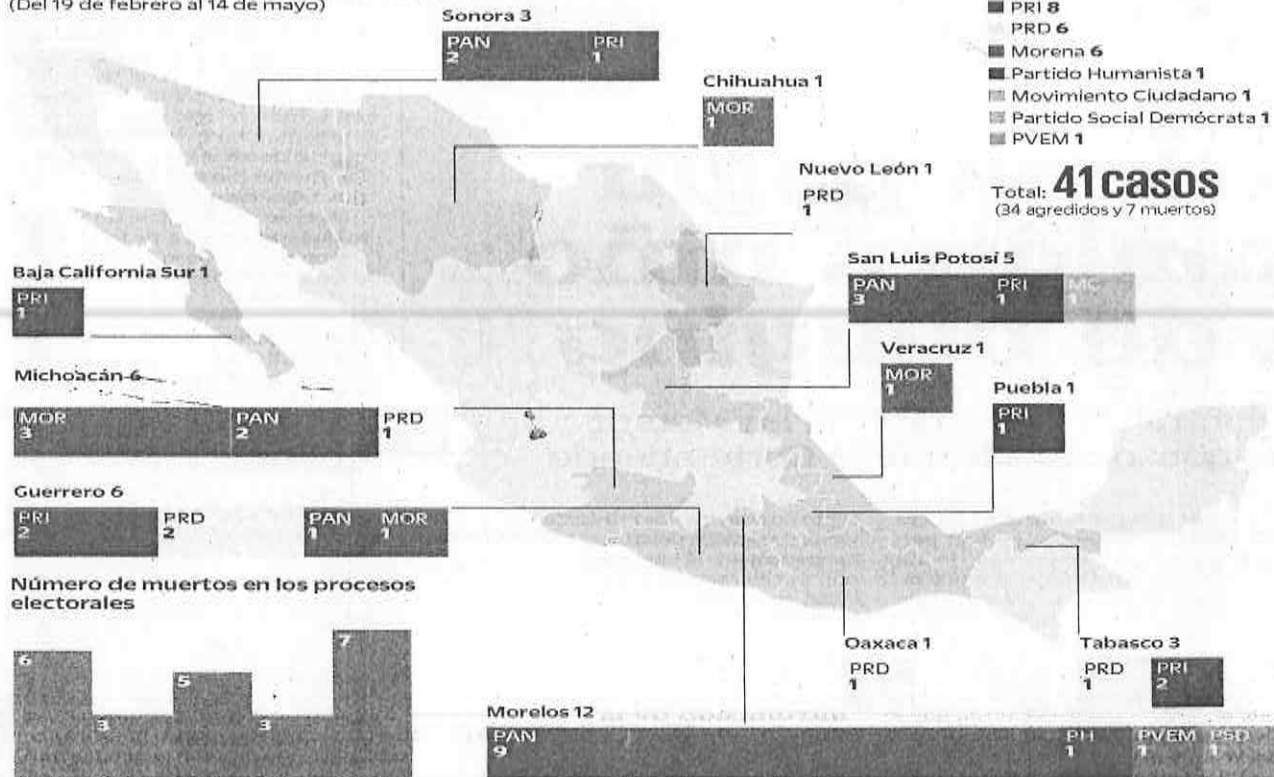 (Del 19 de febrero al 14 de mayo)
PRI 8
PRD 6
Morena 6
Partido Humanista 1
Movimiento Ciudadano 1
Partido Social Demócrata 1
PVEM 1
Total: 41 casos
(34 agredidos y 7 muertos)
Sonora 3
PAN PRI
2 1
Chihuahua 1
MOR
1
Nuevo León 1
PRD
1
Baja California Sur 1
PRI
1
San Luis Potosí 5
PAN PRI MC
3 1 1
Michoacán 6
MOR PAN PRD
3 2 1
Veracruz 1
MOR
1
Puebla 1
PRI
1
Guerrero 6
PRI PRD PAN MOR
2 2 1 1
Número de muertos en los procesos
electorales
6 3 5 3 7
Oaxaca 1
PRD
1
Tabasco 3
PRD PRI
1 2
Morelos 12
PAN PH PVEM PSD
9 1 1 1